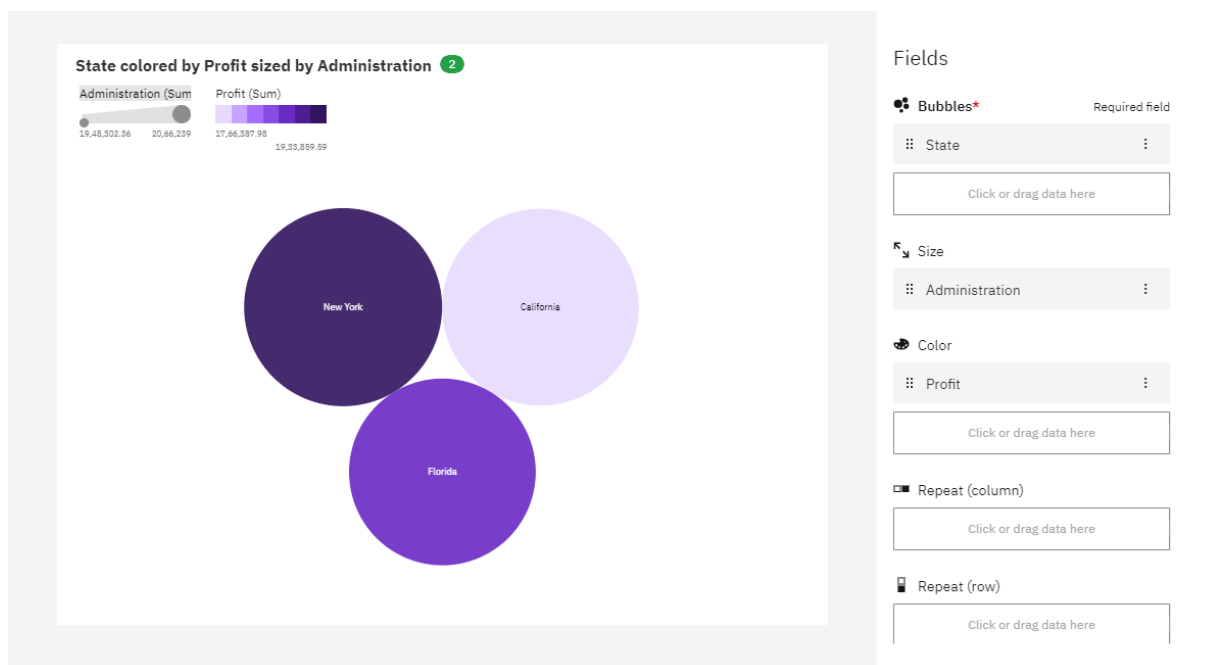 State colored by Profit sized by Administration 2
Administration (Sum
Profit (Sum)
19,48,302.36 20,66,239
17,66,387.98
19,33,859.59
New York
California
Florida
Fields
Bubbles* Required field
State
Click or drag data here
Size
Administration
Color
Profit
Click or drag data here
Repeat (column)
Click or drag data here
Repeat (row)
Click or drag data here